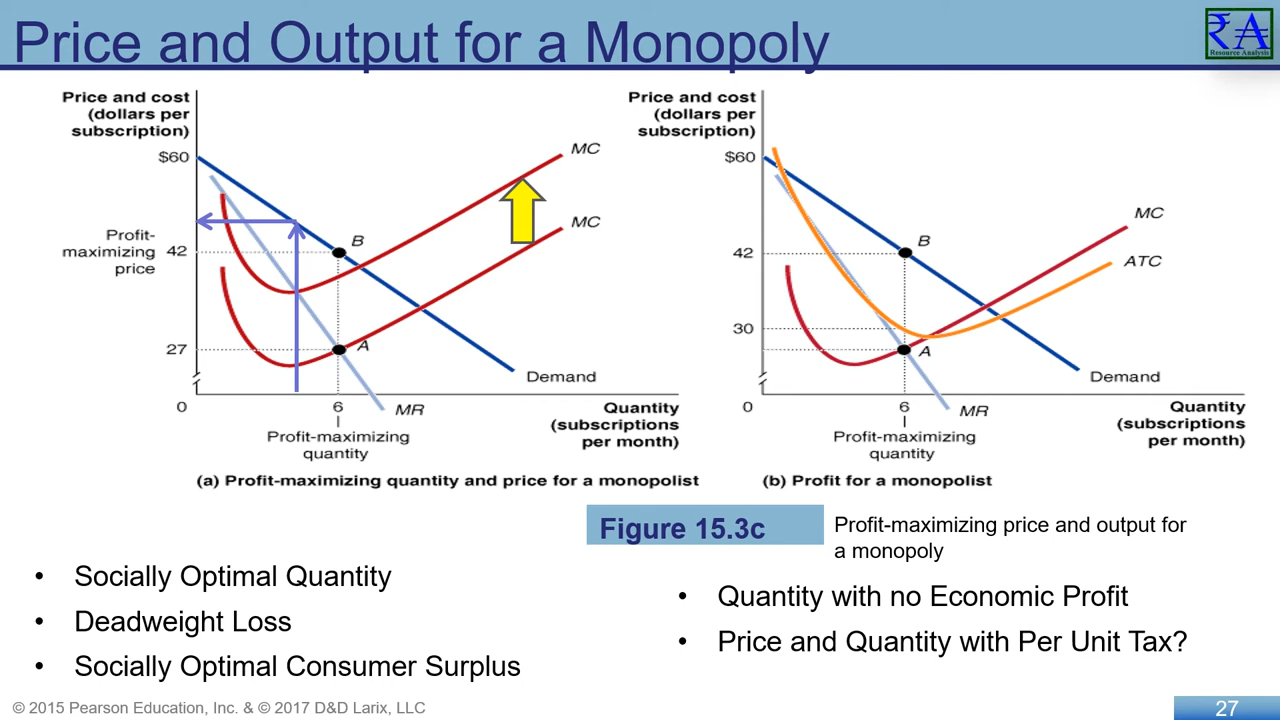 Price and Output for a Monopoly
₹A
Resource Analysis
Price and cost
(dollars per
subscription)
$60
Profit-
maximizing
price
42
27
0
6
B
A
MC
MC
Demand
MR
Quantity
(subscriptions
per month)
Profit-maximizing
quantity
(a) Profit-maximizing quantity and price for a monopolist
Price and cost
(dollars per
subscription)
$60
42
30
0
6
B
A
MC
ATC
Demand
MR
Quantity
(subscriptions
per month)
Profit-maximizing
quantity
(b) Profit for a monopolist
Figure 15.3c
Profit-maximizing price and output for
a monopoly
• Socially Optimal Quantity
• Deadweight Loss
• Socially Optimal Consumer Surplus
• Quantity with no Economic Profit
• Price and Quantity with Per Unit Tax?
© 2015 Pearson Education, Inc. & © 2017 D&D Larix, LLC
27